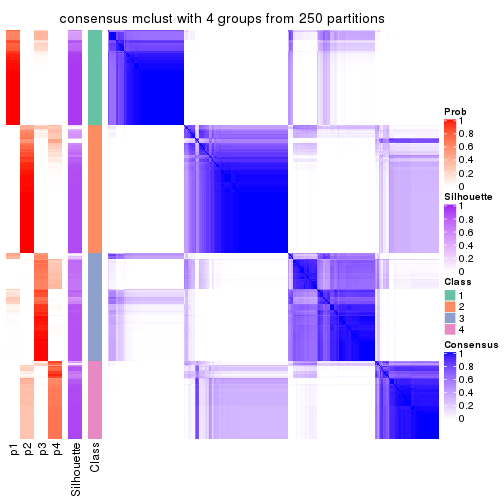 consensus mclust with 4 groups from 250 partitions
Prob
1
0.8
0.6
0.4
0.2
0
Silhouette
1
0.8
0.6
0.4
0.2
0
Class
1
2
3
4
Consensus
1
0.8
0.6
0.4
0.2
0
p1
p2
p3
p4
Silhouette
Class